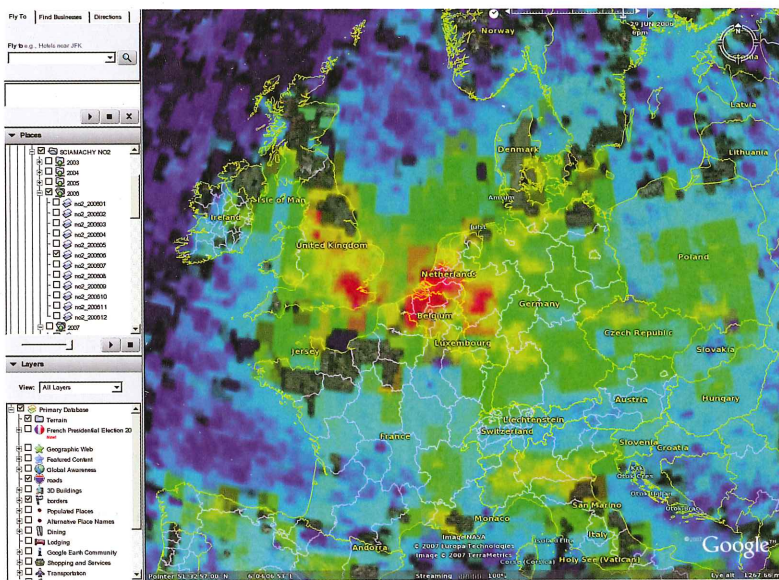 Fly To
Find Businesses
Directions
Fly to e.g., Hotels near JFK
Places
SCIAMACHY NO2
2003
2004
2005
2006
no2_200601
no2_200602
no2_200603
no2_200604
no2_200605
no2_200606
no2_200607
no2_200608
no2_200609
no2_200610
no2_200611
no2_200612
2007
Layers
View: All Layers
Primary Database
Terrain
French Presidential Election 20
New!
Geographic Web
Featured Content
Global Awareness
roads
3D Buildings
borders
Populated Places
Alternative Place Names
Dining
Lodging
Google Earth Community
Shopping and Services
Transportation
Norway
N
Latvia
Lithuania
Denmark
Amrum
Juist
Isle of Man
Ireland
United Kingdom
Netherlands
Belgium
Germany
Poland
Luxembourg
Czech Republic
Slovakia
Jersey
France
Liechtenstein
Switzerland
Austria
Hungary
Slovenia
Croatia
San Marino
Monaco
Italy
Andorra
Holy See (Vatican)
Image NASA
© 2007 Europa Technologies
Image © 2007 TerraMetrics
Google™
Streaming